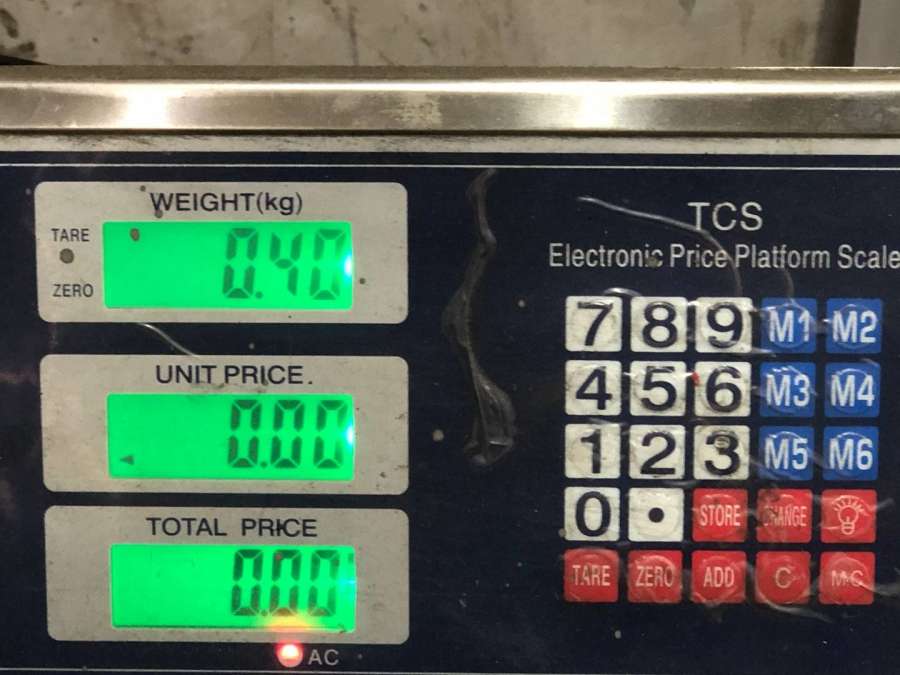 WEIGHT(kg)
TARE
ZERO
0.40
UNIT PRICE.
0.00
TOTAL PRICE
0.00
AC
TCS
Electronic Price Platform Scale
7 8 9 M1 M2
4 5 6 M3 M4
1 2 3 M5 M6
0 • STORE CHANGE
TARE ZERO ADD C MC